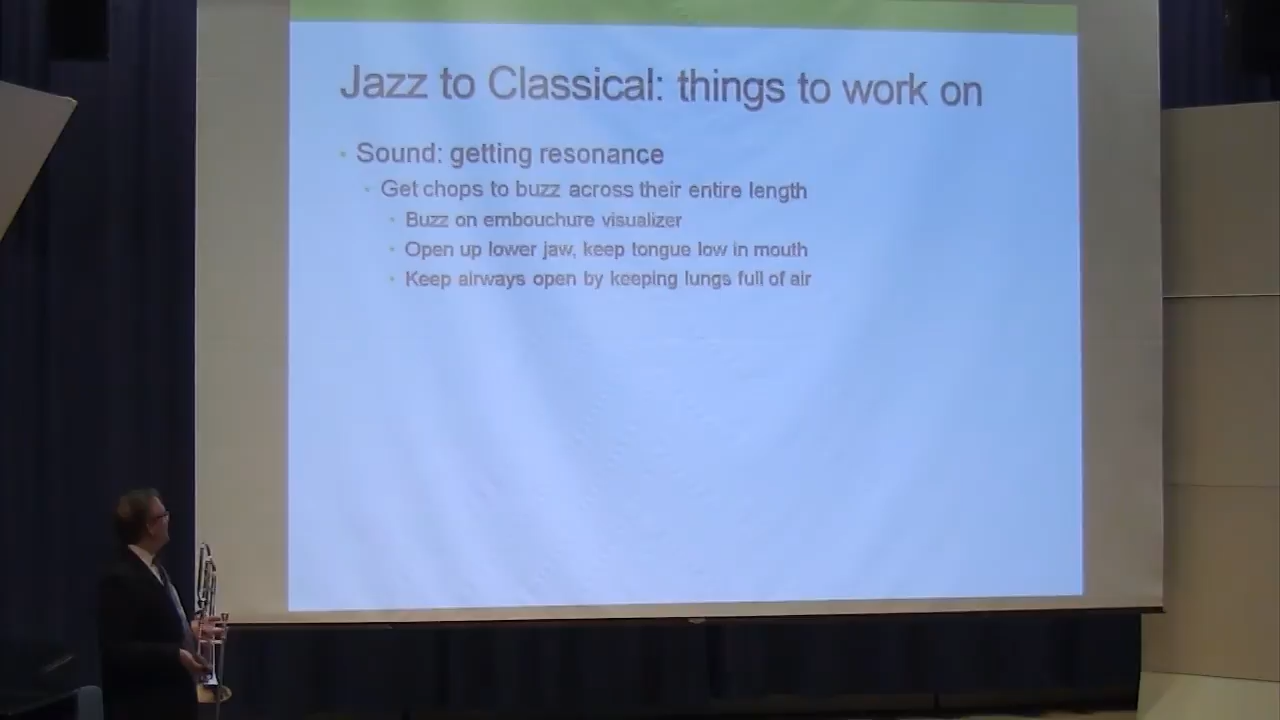 Jazz to Classical: things to work on
Sound: getting resonance
Get chops to buzz across their entire length
Buzz on embouchure visualizer
Open up lower jaw, keep tongue low in mouth
Keep airways open by keeping lungs full of air